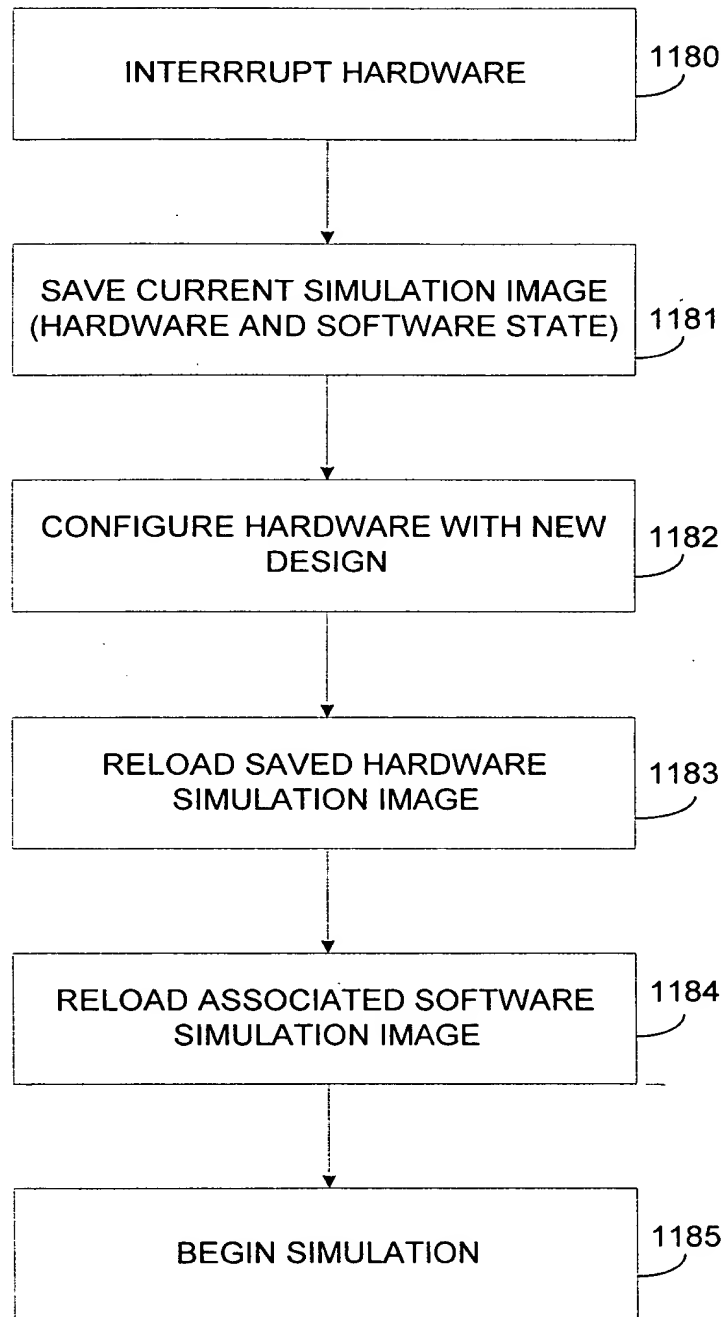 INTERRRUPT HARDWARE
1180
SAVE CURRENT SIMULATION IMAGE
(HARDWARE AND SOFTWARE STATE)
1181
CONFIGURE HARDWARE WITH NEW
DESIGN
1182
RELOAD SAVED HARDWARE
SIMULATION IMAGE
1183
RELOAD ASSOCIATED SOFTWARE
SIMULATION IMAGE
1184
BEGIN SIMULATION
1185